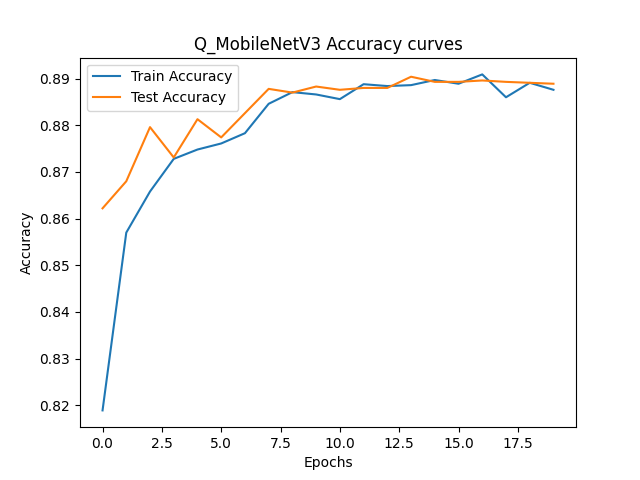 Q_MobileNetV3 Accuracy curves
Train Accuracy
Test Accuracy
0.89
0.88
0.87
0.86
0.85
0.84
0.83
0.82
Accuracy
0.0 2.5 5.0 7.5 10.0 12.5 15.0 17.5
Epochs